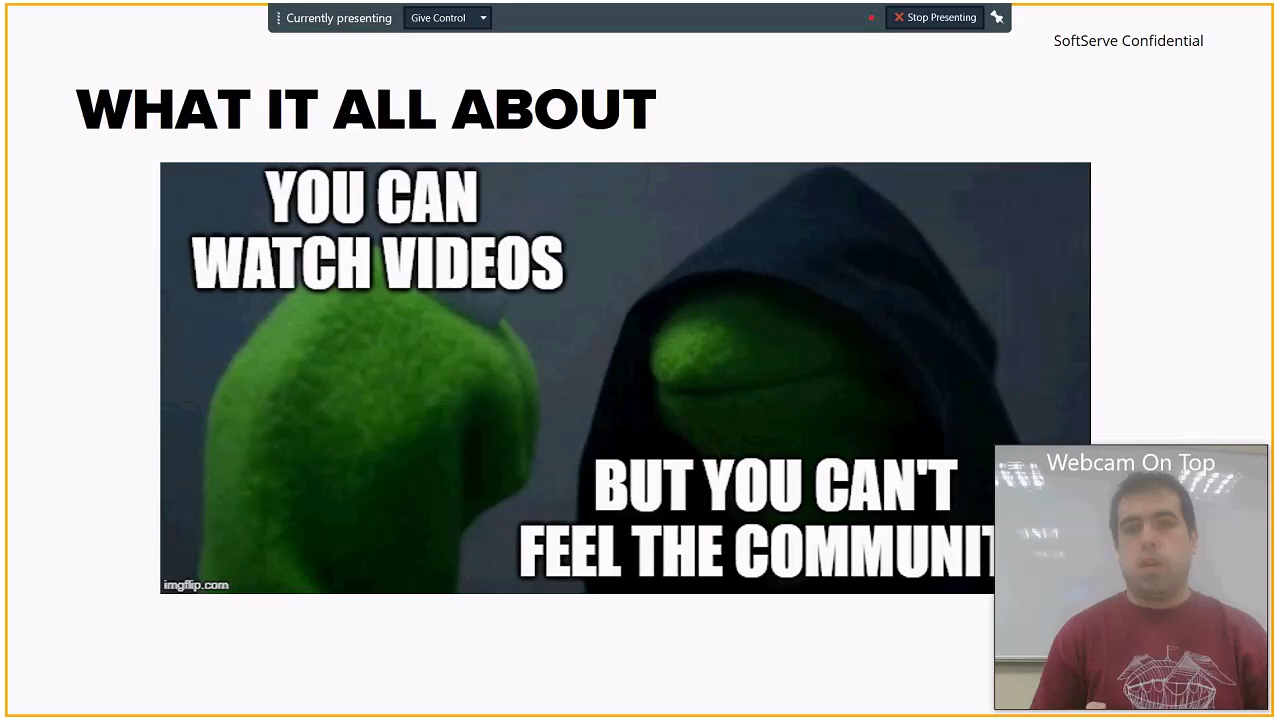 Currently presenting
Give Control
Stop Presenting
SoftServe Confidential
WHAT IT ALL ABOUT
YOU CAN
WATCH VIDEOS
BUT YOU CAN'T
FEEL THE COMMUNIT
imgflip.com
Webcam On Top